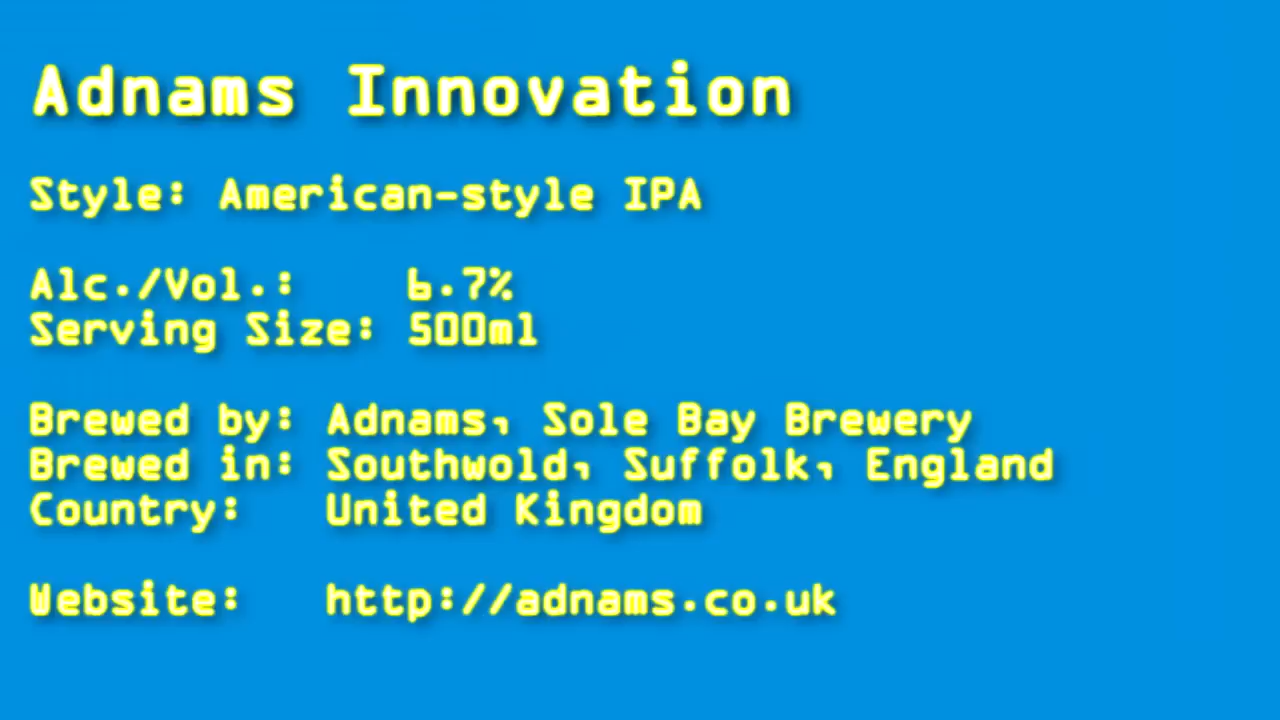 Adnams Innovation
Style: American-style IPA
Alc./Vol.: 6.7%
Serving Size: 500ml
Brewed by: Adnams, Sole Bay Brewery
Brewed in: Southwold, Suffolk, England
Country: United Kingdom
Website: http://adnams.co.uk